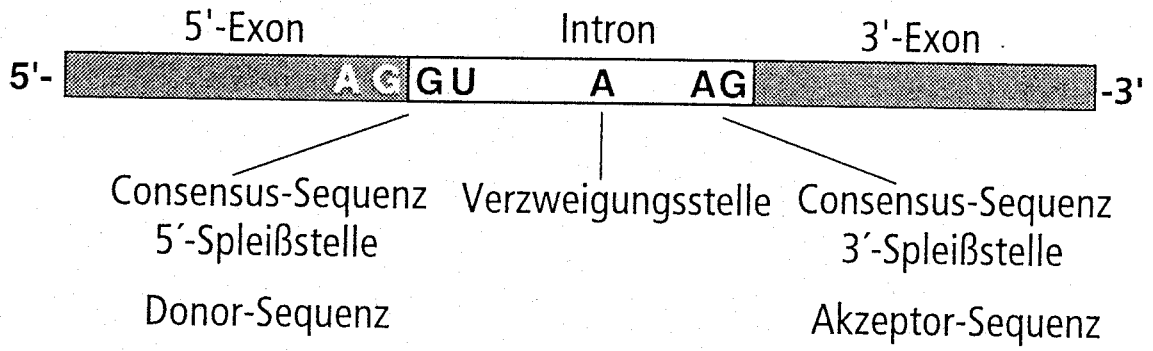 5'-Exon Intron 3'-Exon
5'- A G GU A AG -3'
Consensus-Sequenz Verzweigungsstelle Consensus-Sequenz
5´-Spleißstelle 3´-Spleißstelle
Donor-Sequenz Akzeptor-Sequenz